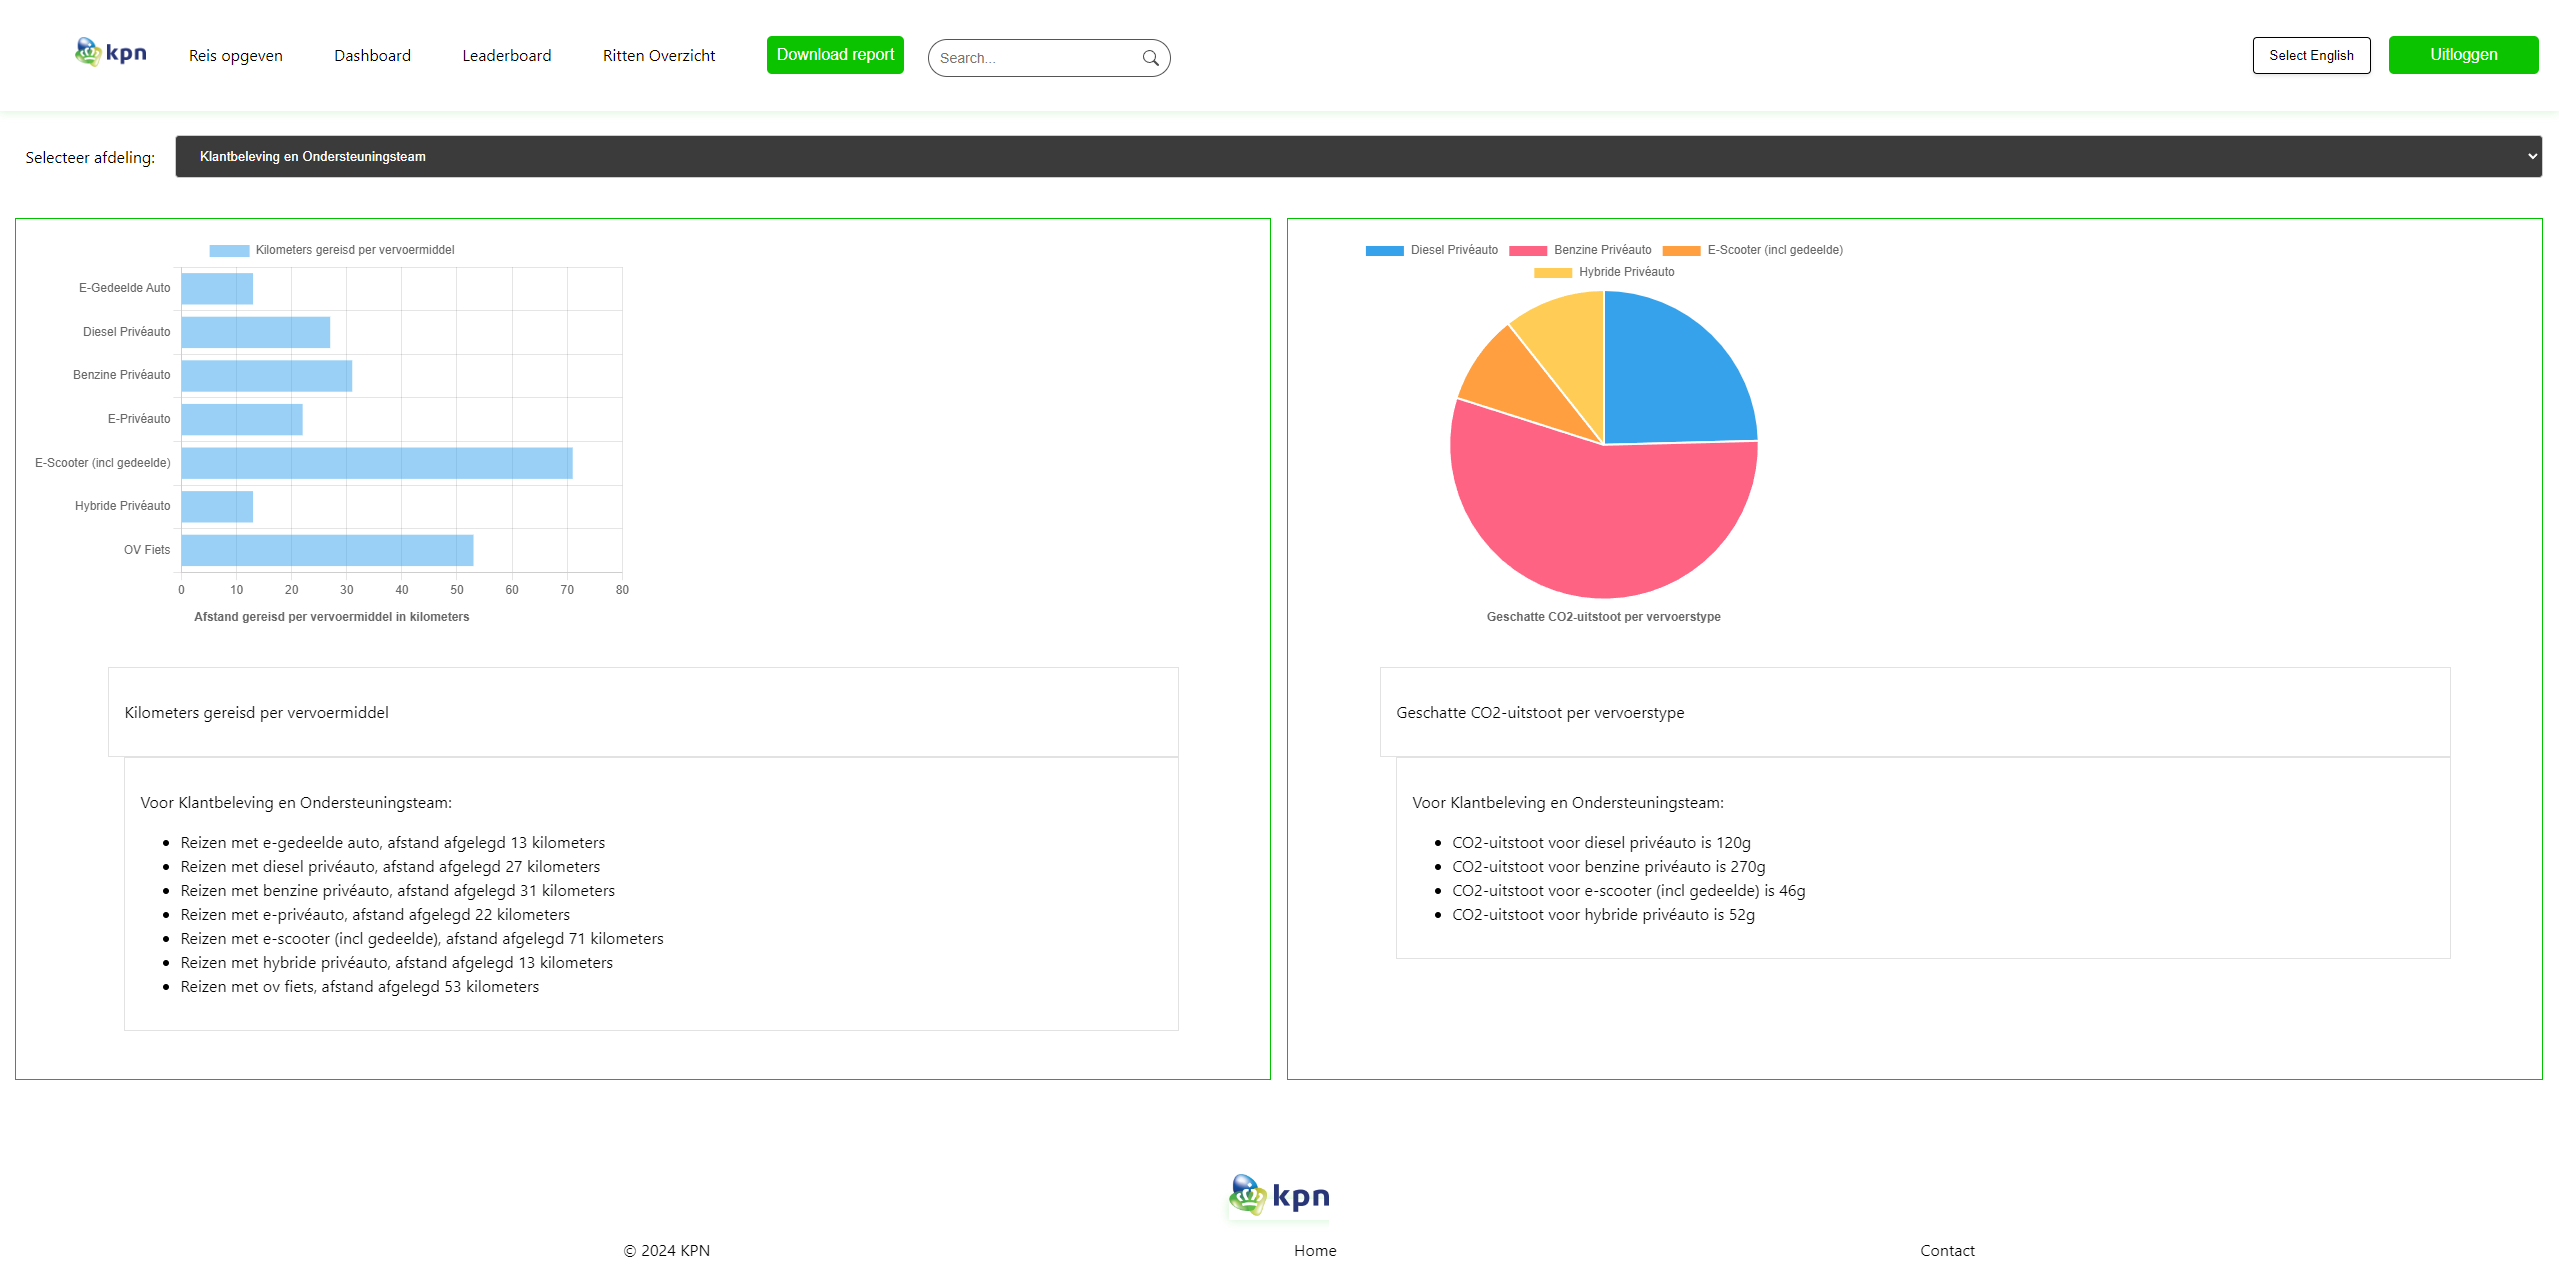 kpn
Reis opgeven
Dashboard
Leaderboard
Ritten Overzicht
Download report
Search...
Select English
Uitloggen
Selecteer afdeling:
Klantbeleving en Ondersteuningsteam
Kilometers gereisd per vervoermiddel
E-Gedeelde Auto
Diesel Privéauto
Benzine Privéauto
E-Privéauto
E-Scooter (incl gedeelde)
Hybride Privéauto
OV Fiets
0 10 20 30 40 50 60 70 80
Afstand gereisd per vervoermiddel in kilometers
Kilometers gereisd per vervoermiddel
Voor Klantbeleving en Ondersteuningsteam:
• Reizen met e-gedeelde auto, afstand afgelegd 13 kilometers
• Reizen met diesel privéauto, afstand afgelegd 27 kilometers
• Reizen met benzine privéauto, afstand afgelegd 31 kilometers
• Reizen met e-privéauto, afstand afgelegd 22 kilometers
• Reizen met e-scooter (incl gedeelde), afstand afgelegd 71 kilometers
• Reizen met hybride privéauto, afstand afgelegd 13 kilometers
• Reizen met ov fiets, afstand afgelegd 53 kilometers
Diesel Privéauto Benzine Privéauto E-Scooter (incl gedeelde)
Hybride Privéauto
Geschatte CO2-uitstoot per vervoerstype
Geschatte CO2-uitstoot per vervoerstype
Voor Klantbeleving en Ondersteuningsteam:
• CO2-uitstoot voor diesel privéauto is 120g
• CO2-uitstoot voor benzine privéauto is 270g
• CO2-uitstoot voor e-scooter (incl gedeelde) is 46g
• CO2-uitstoot voor hybride privéauto is 52g
kpn
© 2024 KPN
Home
Contact